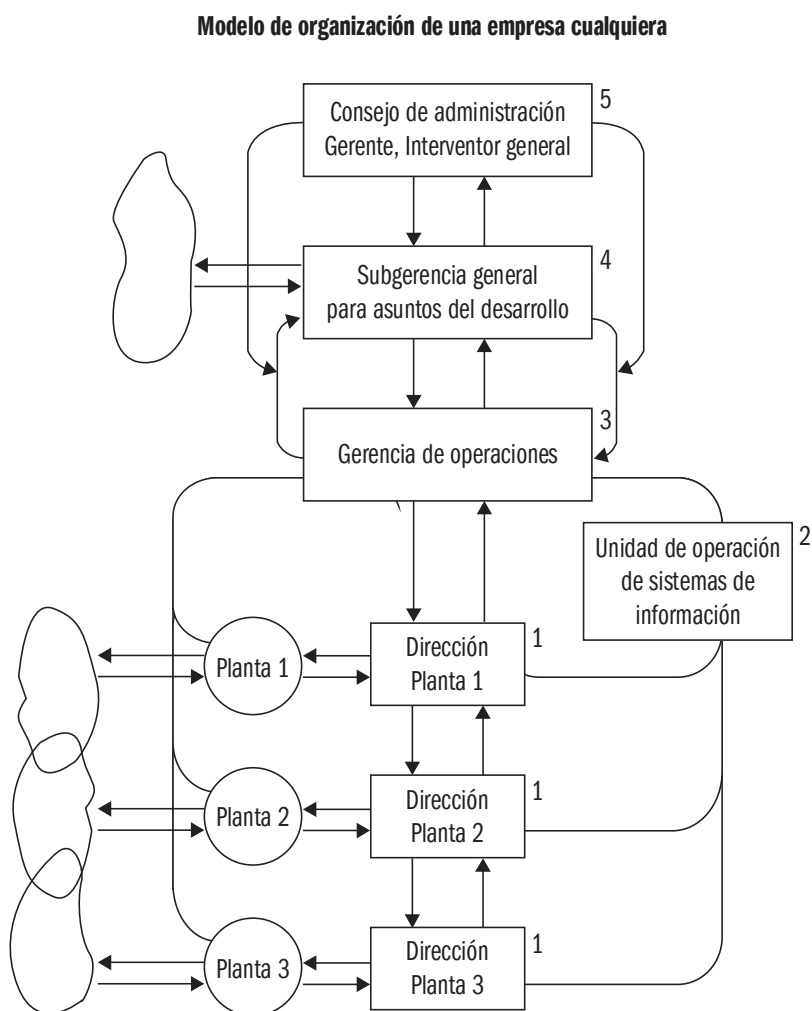 Modelo de organización de una empresa cualquiera
5
Consejo de administración
Gerente, Interventor general
4
Subgerencia general
para asuntos del desarrollo
3
Gerencia de operaciones
2
Unidad de operación
de sistemas de
información
Planta 1
Dirección
Planta 1
1
Planta 2
Dirección
Planta 2
1
Planta 3
Dirección
Planta 3
1